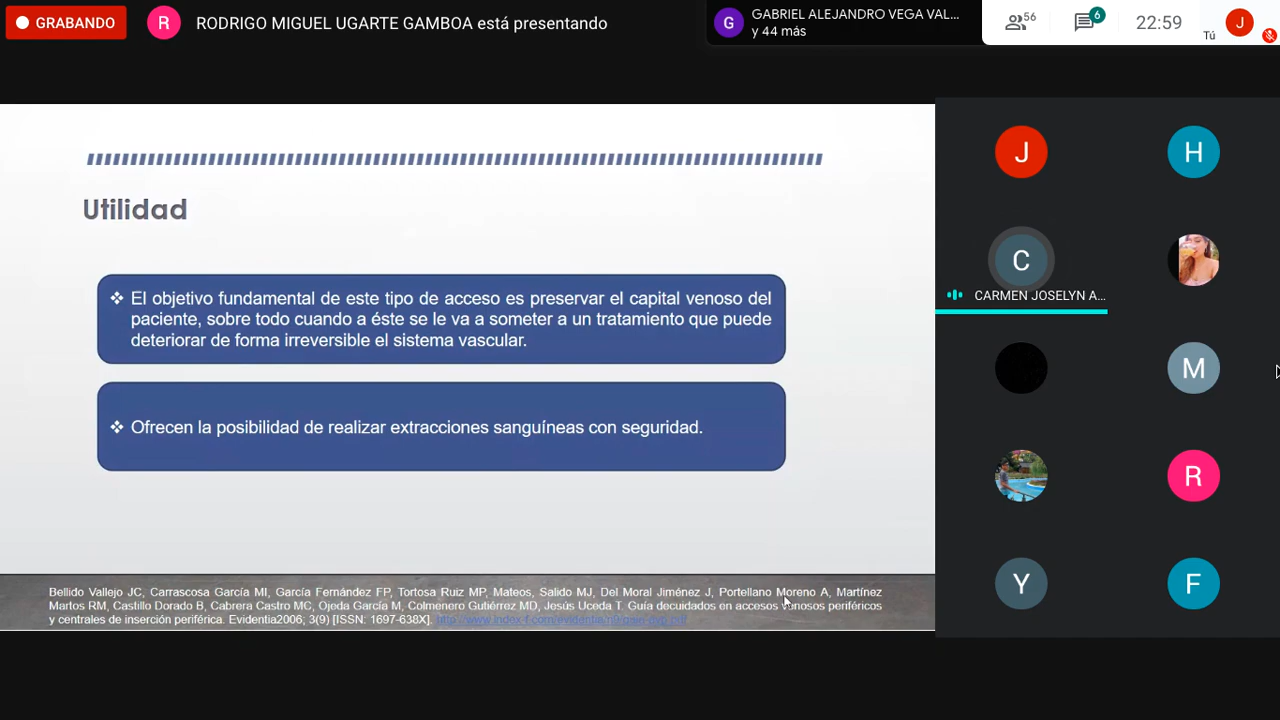 GRABANDO
R
RODRIGO MIGUEL UGARTE GAMBOA está presentando
G
GABRIEL ALEJANDRO VEGA VAL...
y 44 más
56
6
22:59
Tú
J
Utilidad
❖ El objetivo fundamental de este tipo de acceso es preservar el capital venoso del
paciente, sobre todo cuando a éste se le va a someter a un tratamiento que puede
deteriorar de forma irreversible el sistema vascular.
❖ Ofrecen la posibilidad de realizar extracciones sanguíneas con seguridad.
Bellido Vallejo JC, Carrascosa García MI, García Fernández FP, Tortosa Ruiz MP, Mateos, Salido MJ, Del Moral Jiménez J, Portellano Moreno A, Martínez
Martos RM, Castillo Dorado B, Cabrera Castro MC, Ojeda García M, Colmenero Gutiérrez MD, Jesús Uceda T. Guía decuidados en accesos venosos periféricos
y centrales de inserción periférica. Evidentia2006; 3(9) [ISSN: 1697-638X].
J
H
C
CARMEN JOSELYN A...
M
R
Y
F